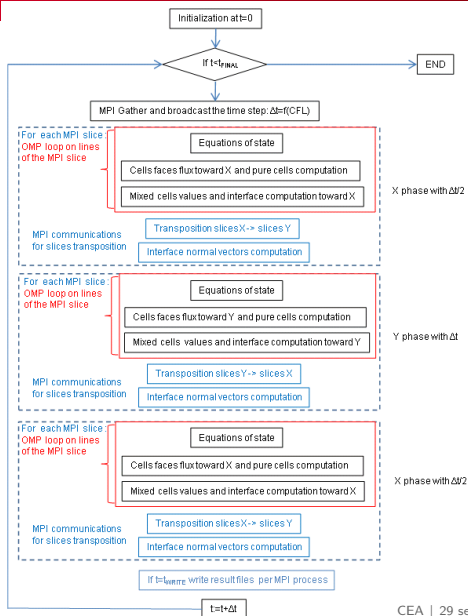 Initialization at t=0
If t<tFINAL
END
MPI Gather and broadcast the time step: Δt=f(CFL)
For each MPI slice:
OMP loop on lines
of the MPI slice
Equations of state
Cells faces flux toward X and pure cells computation
Mixed cells values and interface computation toward X
X phase with Δt/2
MPI communications
for slices transposition
Transposition slices X -> slices Y
Interface normal vectors computation
For each MPI slice:
OMP loop on lines
of the MPI slice
Equations of state
Cells faces flux toward Y and pure cells computation
Mixed cells values and interface computation toward Y
Y phase with Δt
MPI communications
for slices transposition
Transposition slices Y -> slices X
Interface normal vectors computation
For each MPI slice:
OMP loop on lines
of the MPI slice
Equations of state
Cells faces flux toward X and pure cells computation
Mixed cells values and interface computation toward X
X phase with Δt/2
MPI communications
for slices transposition
Transposition slices X -> slices Y
Interface normal vectors computation
If t=tWRITE write result files per MPI process
t:=t+Δt
CEA | 29 se